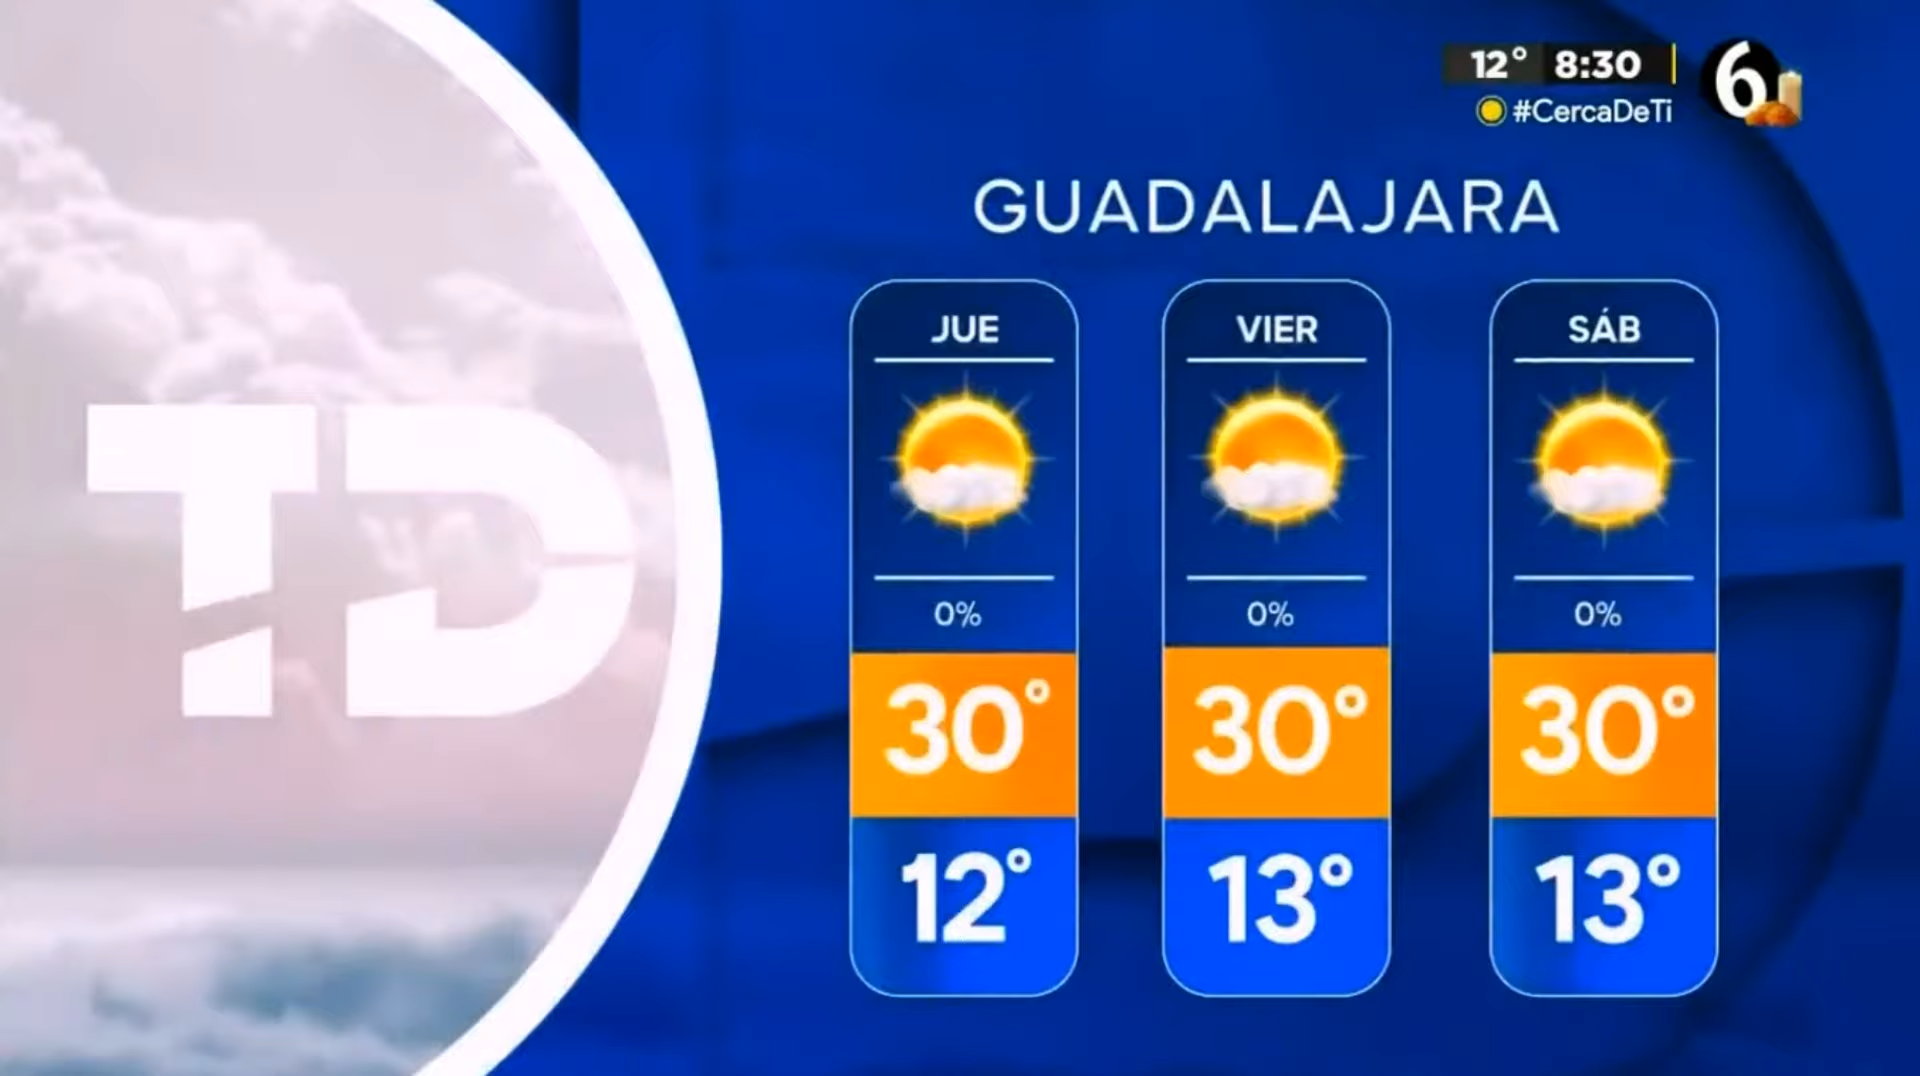 12° 8:30
#CercaDeTi
6
GUADALAJARA
TD
JUE
0%
30°
12°
VIER
0%
30°
13°
SÁB
0%
30°
13°